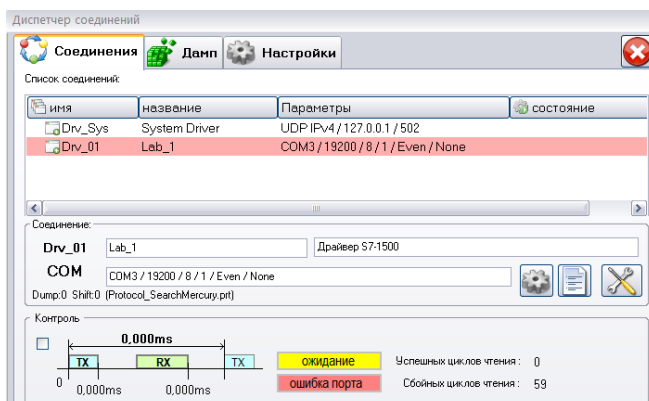 Диспетчер соединений
Соединения Дамп Настройки
Список соединений:
имя название Параметры состояние
Drv_Sys System Driver UDP IPv4 / 127.0.0.1 / 502
Drv_01 Lab_1 COM3 / 19200 / 8 / 1 / Even / None
Соединение:
Drv_01 Lab_1 Драйвер S7-1500
COM COM3 / 19200 / 8 / 1 / Even / None
Dump:0 Shift:0 (Protocol_SearchMercury.prt)
Контроль
0,000ms
TX RX TX ожидание Успешных циклов чтения : 0
0 0,000ms 0,000ms ошибка порта Сбойных циклов чтения : 59